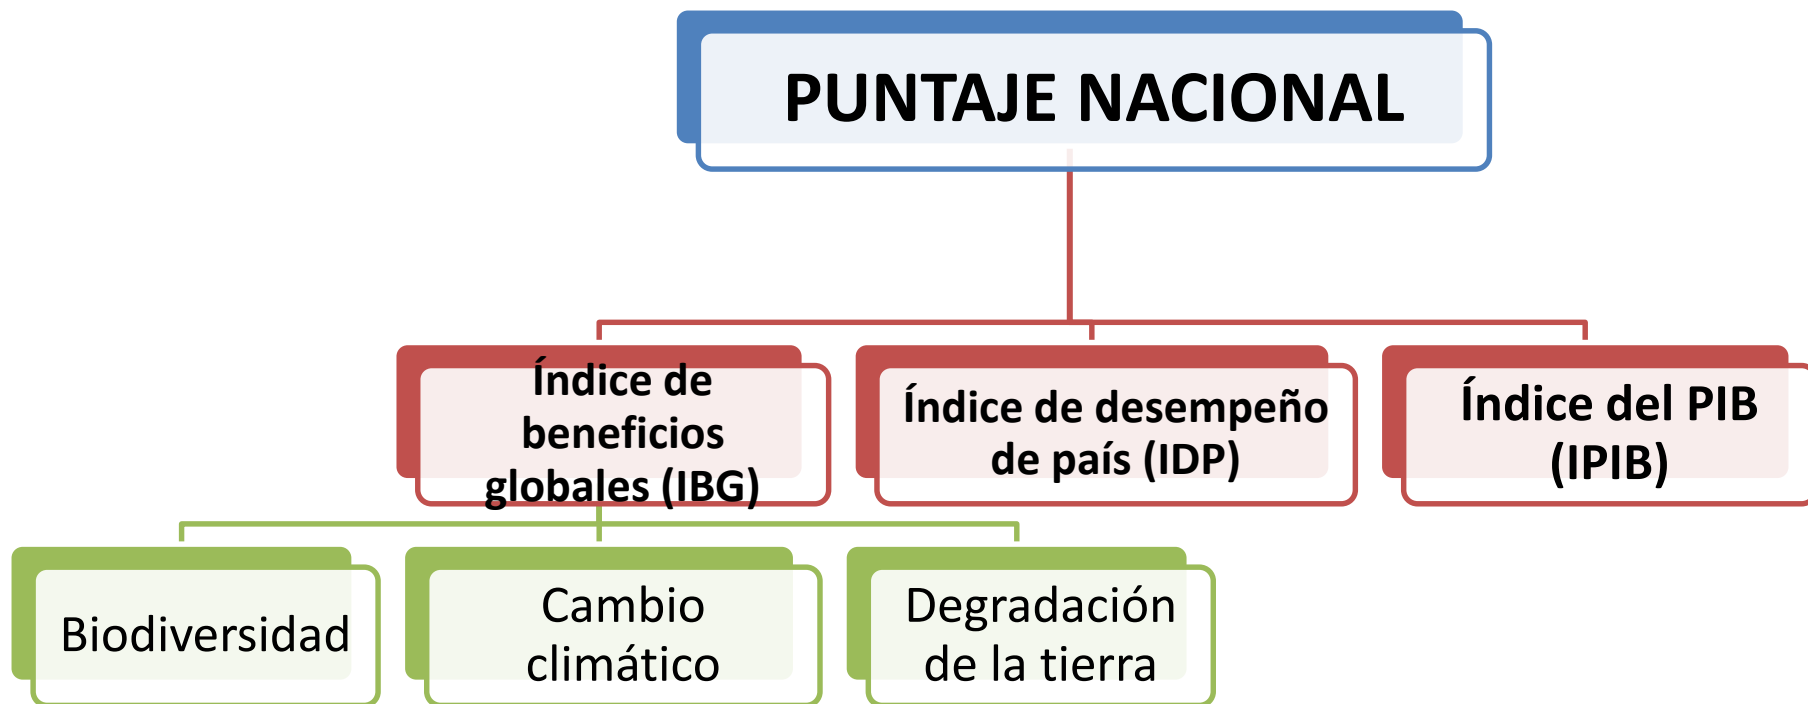 PUNTAJE NACIONAL
Índice de
beneficios
globales (IBG)
Índice de desempeño
de país (IDP)
Índice del PIB
(IPIB)
Biodiversidad
Cambio
climático
Degradación
de la tierra